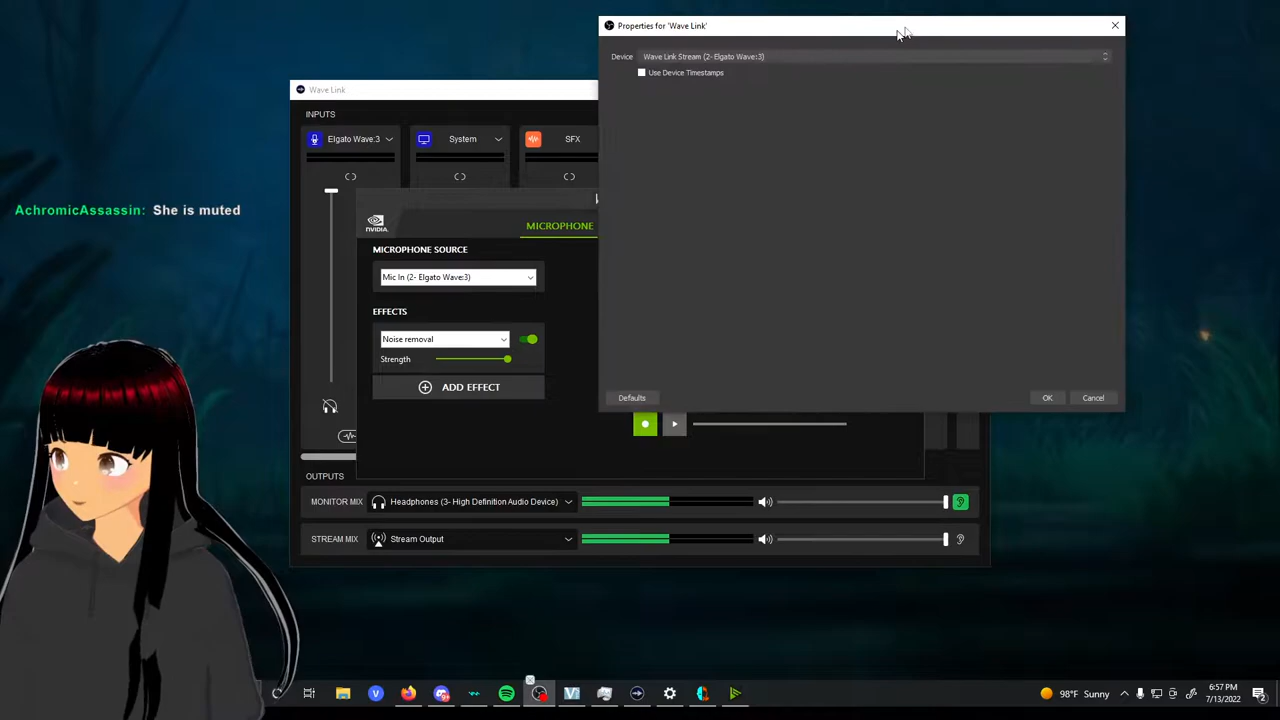 Properties for 'Wave Link'
Device
Wave Link Stream (2- Elgato Wave:3)
Use Device Timestamps
Wave Link
INPUTS
Elgato Wave:3
System
SFX
AchromicAssassin: She is muted
NVIDIA.
MICROPHONE
MICROPHONE SOURCE
Mic In (2- Elgato Wave:3)
EFFECTS
Noise removal
Strength
ADD EFFECT
Defaults
OK
Cancel
OUTPUTS
MONITOR MIX
Headphones (3- High Definition Audio Device)
STREAM MIX
Stream Output
98°F Sunny
6:57 PM
7/13/2022